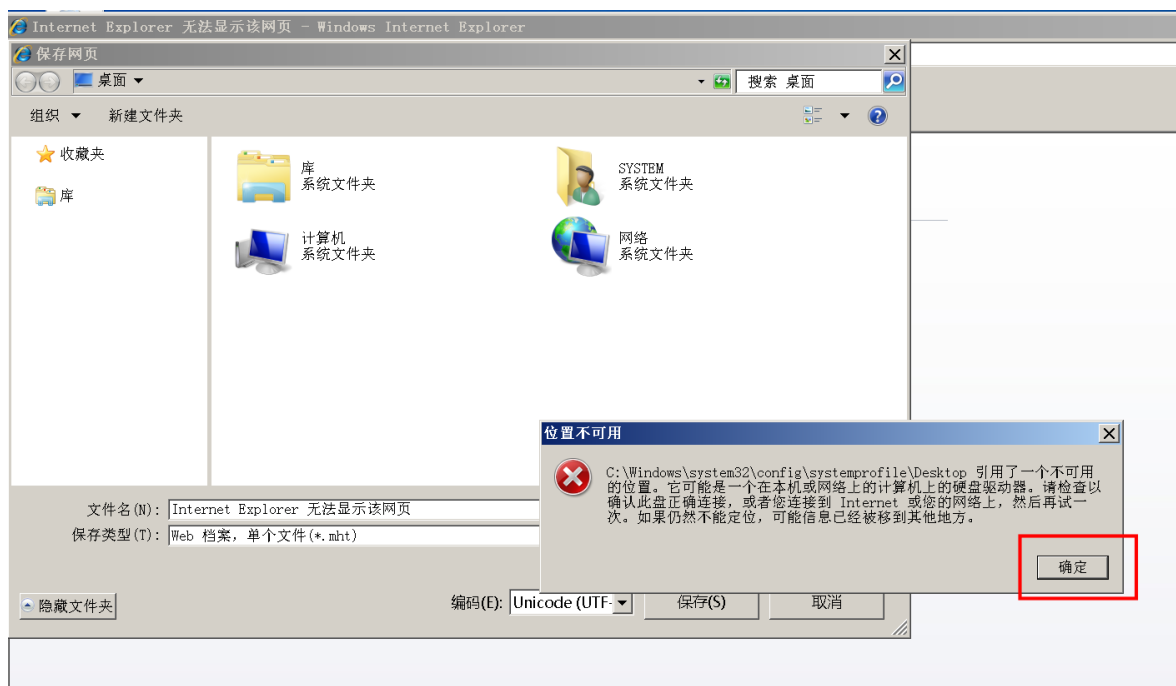 Internet Explorer 无法显示该网页 - Windows Internet Explorer
保存网页
桌面
搜索 桌面
组织
新建文件夹
收藏夹
库
库
系统文件夹
SYSTEM
系统文件夹
计算机
系统文件夹
网络
系统文件夹
位置不可用
C:\Windows\system32\config\systemprofile\Desktop 引用了一个不可用
的位置。它可能是一个在本机或网络上的计算机上的硬盘驱动器。请检查以
确认此盘正确连接，或者您连接到 Internet 或您的网络上，然后再试一
次。如果仍然不能定位，可能信息已经被移到其他地方。
确定
文件名(N): Internet Explorer 无法显示该网页
保存类型(T): Web 档案，单个文件(*.mht)
隐藏文件夹
编码(E): Unicode (UTF-
保存(S)
取消